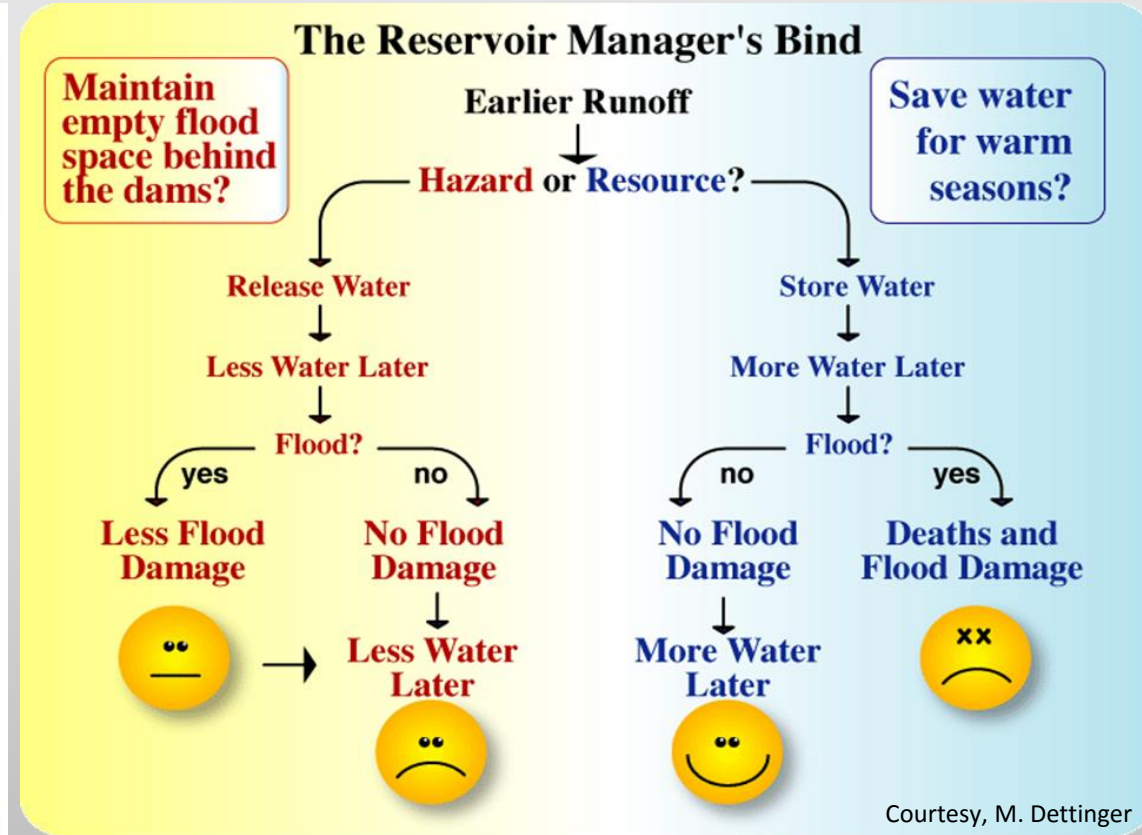 The Reservoir Manager's Bind
Maintain
empty flood
space behind
the dams?
Earlier Runoff
Save water
for warm
seasons?
Hazard or Resource?
Release Water
Store Water
Less Water Later
More Water Later
Flood?
Flood?
yes
no
no
yes
Less Flood
Damage
No Flood
Damage
No Flood
Damage
Deaths and
Flood Damage
Less Water
Later
More Water
Later
Courtesy, M. Dettinger